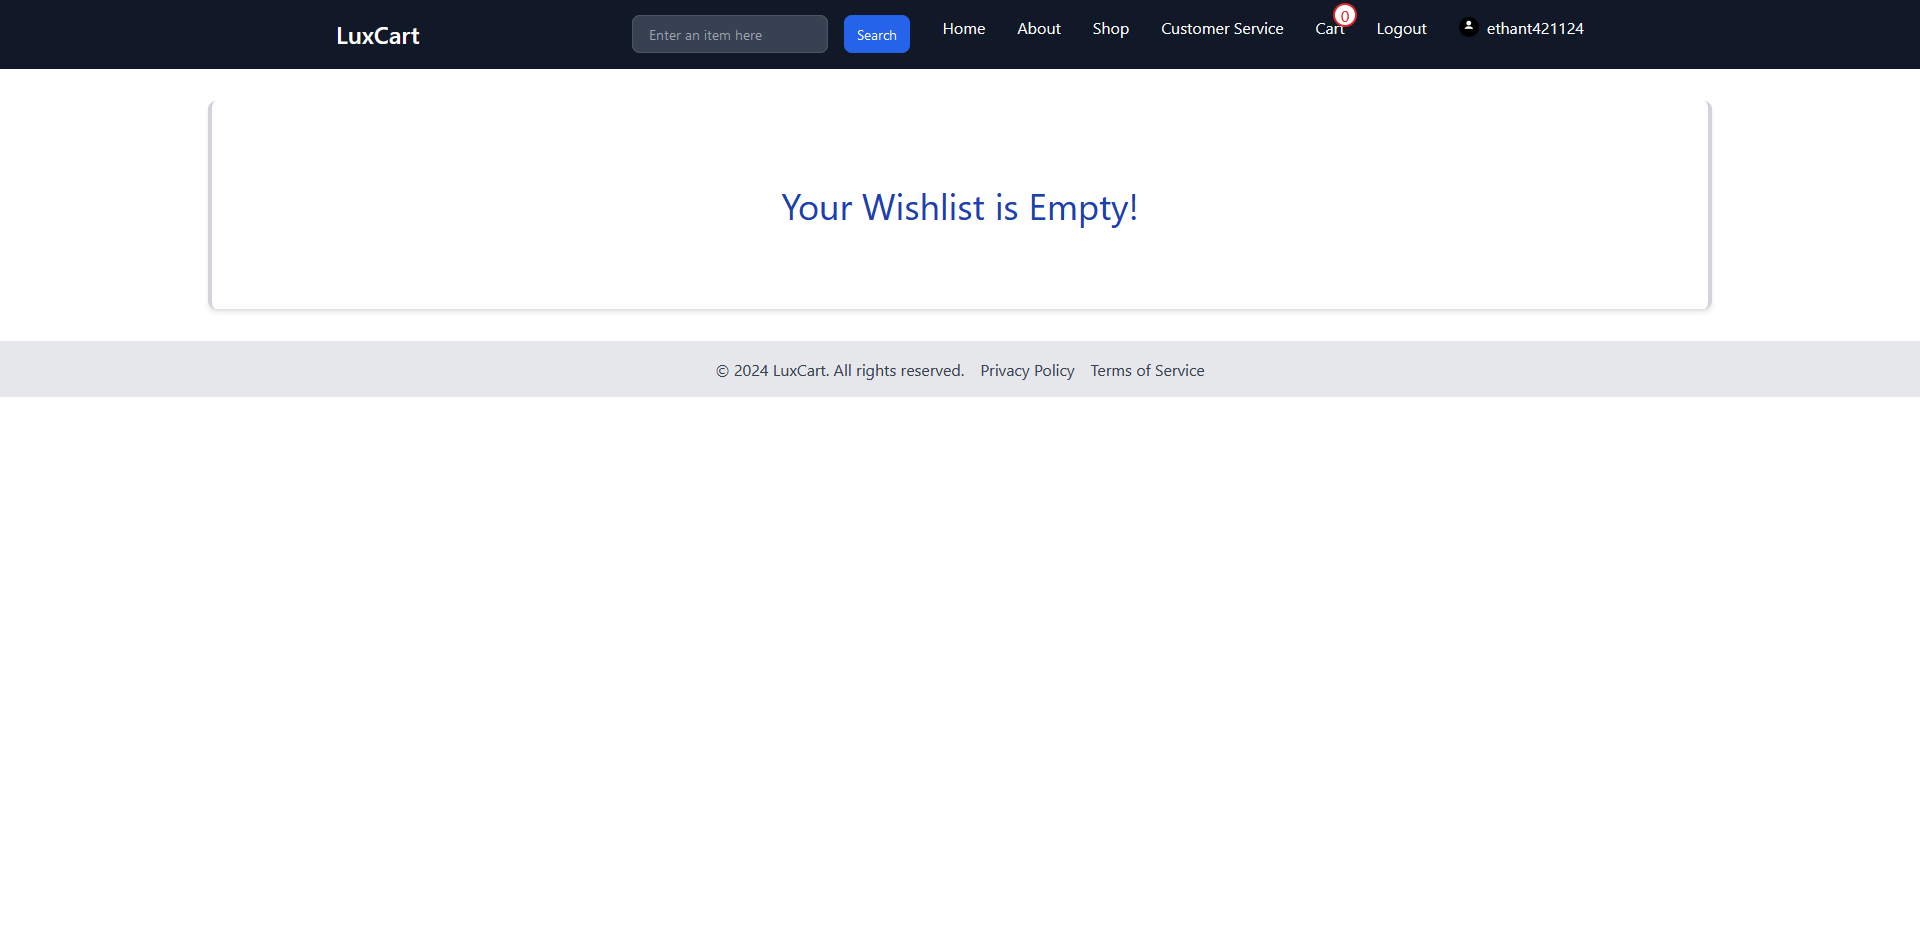 LuxCart
Enter an item here
Search
Home
About
Shop
Customer Service
Cart
0
Logout
ethant421124
Your Wishlist is Empty!
© 2024 LuxCart. All rights reserved. Privacy Policy Terms of Service